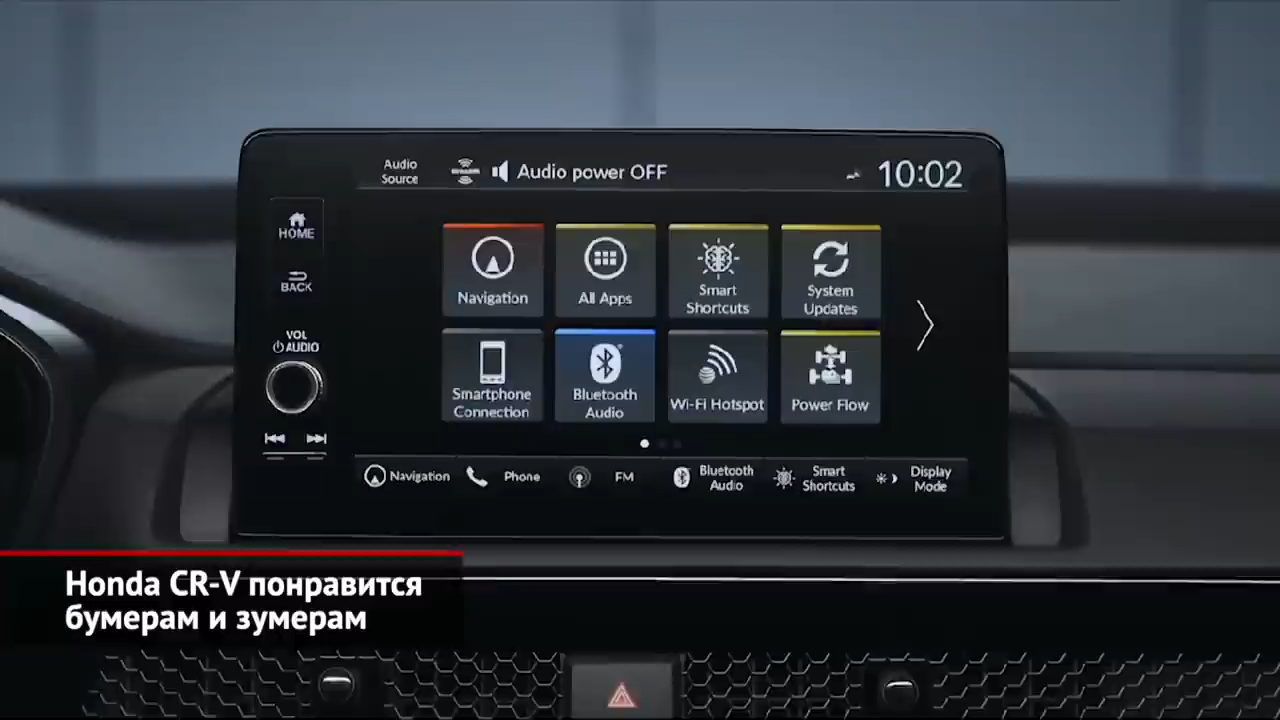 Audio
Source
Audio power OFF
10:02
HOME
BACK
VOL
AUDIO
Navigation
All Apps
Smart
Shortcuts
System
Updates
Smartphone
Connection
Bluetooth
Audio
Wi-Fi Hotspot
Power Flow
Navigation
Phone
FM
Bluetooth
Audio
Smart
Shortcuts
Display
Mode
Honda CR-V понравится
бумерам и зумерам